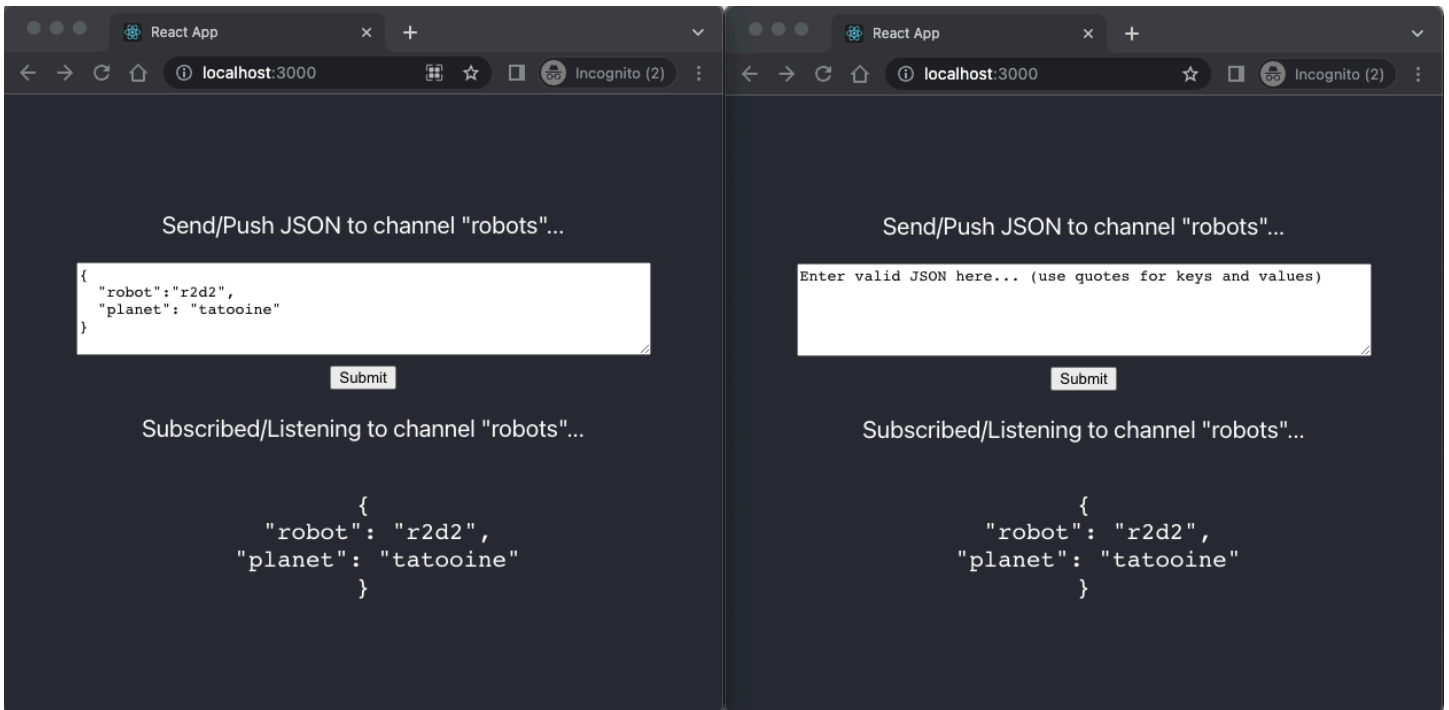 React App
localhost:3000
Incognito (2)
Send/Push JSON to channel "robots"...
{
  "robot":"r2d2",
  "planet": "tatooine"
}
Submit
Subscribed/Listening to channel "robots"...
{
"robot": "r2d2",
"planet": "tatooine"
}
React App
localhost:3000
Incognito (2)
Send/Push JSON to channel "robots"...
Enter valid JSON here... (use quotes for keys and values)
Submit
Subscribed/Listening to channel "robots"...
{
"robot": "r2d2",
"planet": "tatooine"
}